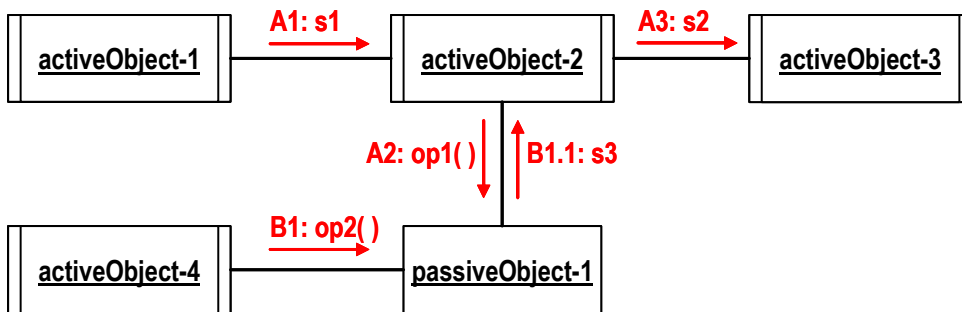 A1: s1
A3: s2
activeObject-1
activeObject-2
activeObject-3
A2: op1( )
B1.1: s3
B1: op2( )
activeObject-4
passiveObject-1